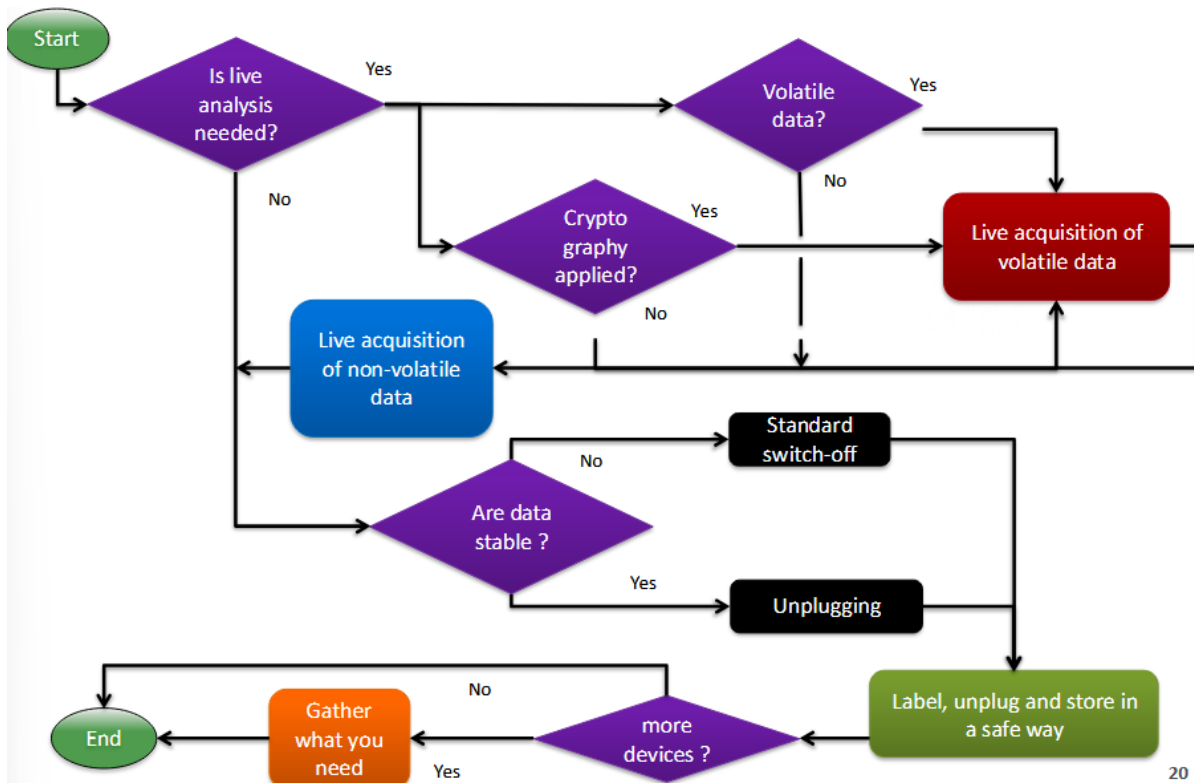 Start
Is live
analysis
needed?
Yes
Volatile
data?
Yes
No
No
Crypto
graphy
applied?
Yes
Live acquisition of
volatile data
No
Live acquisition
of non-volatile
data
Standard
switch-off
No
Are data
stable ?
Yes
Unplugging
Label, unplug and store in
a safe way
No
Gather
what you
need
more
devices ?
End
Yes
20